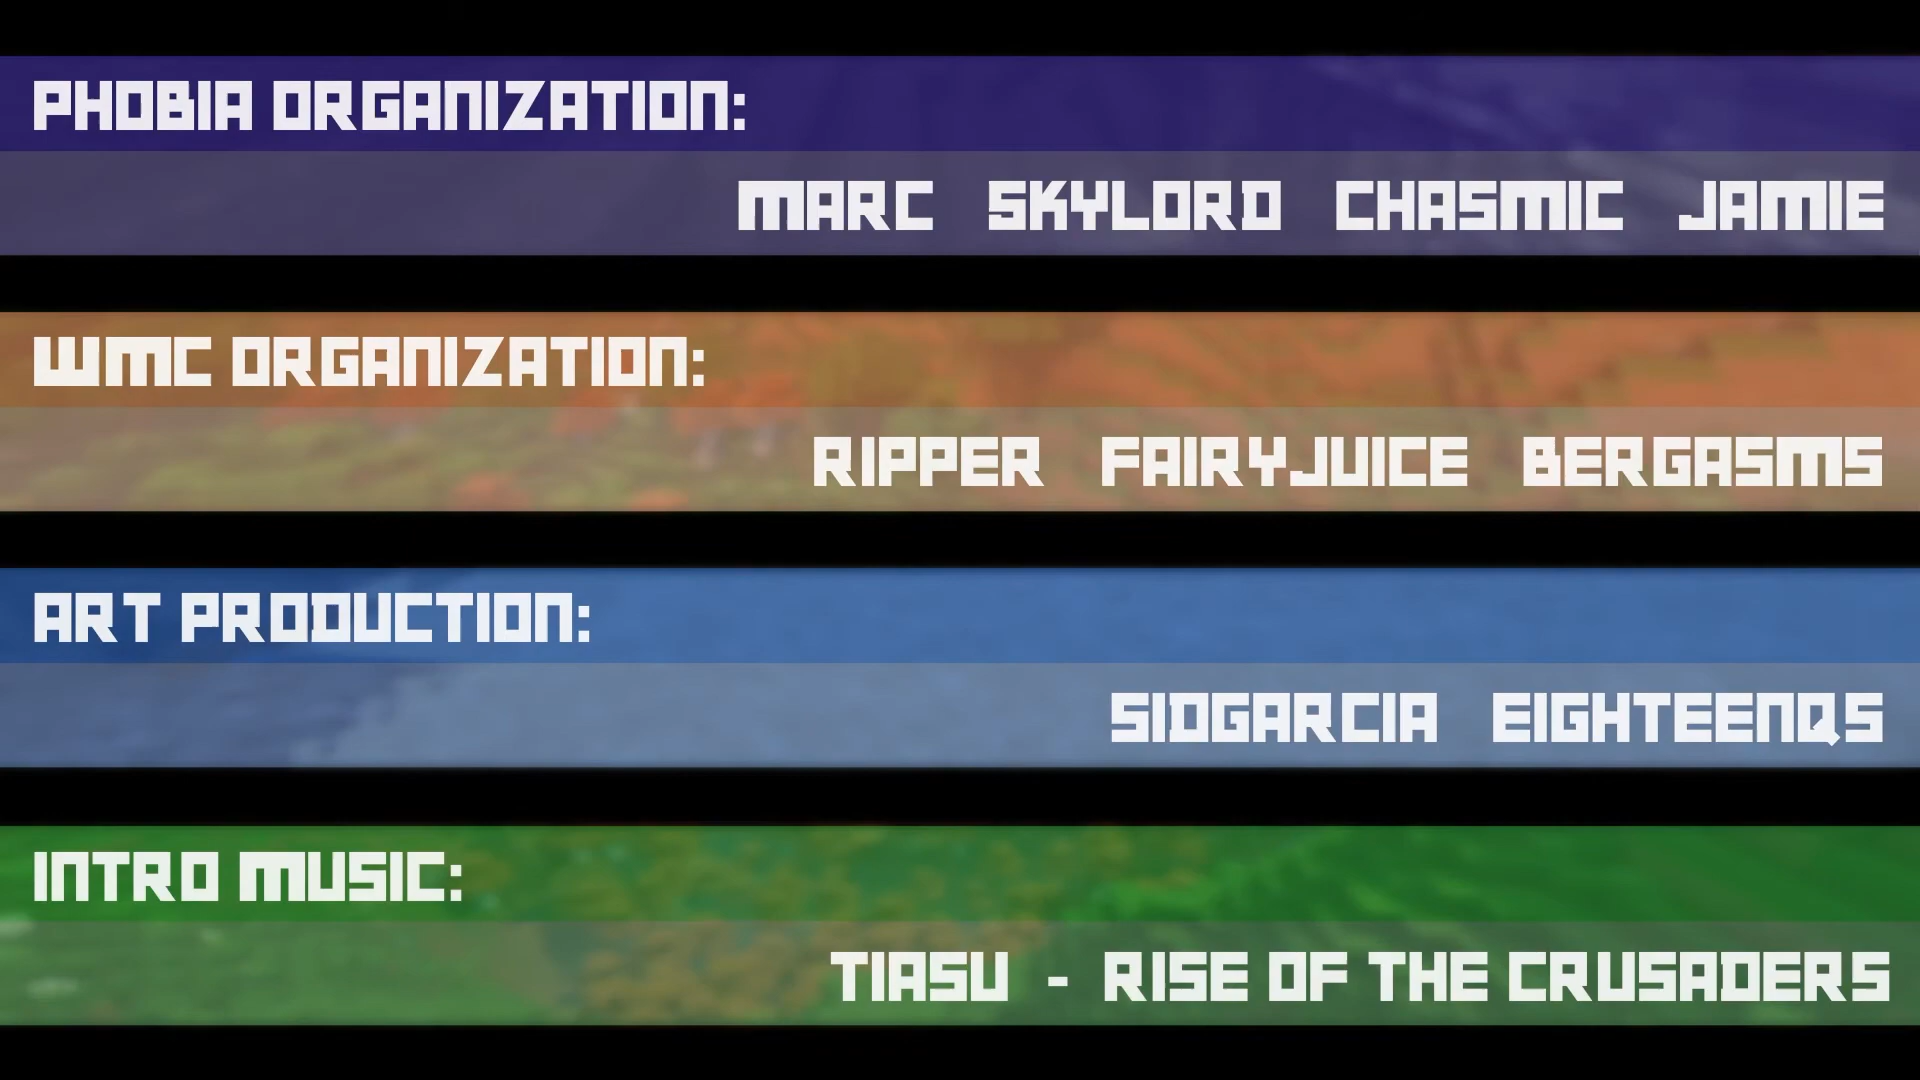 PHOBIA ORGANIZATION:
MARC SKYLORD CHASMIC JAMIE
WMC ORGANIZATION:
RIPPER FAIRYJUICE BERGASMS
ART PRODUCTION:
SIDGARCIA EIGHTEENQS
INTRO MUSIC:
TIASU - RISE OF THE CRUSADERS